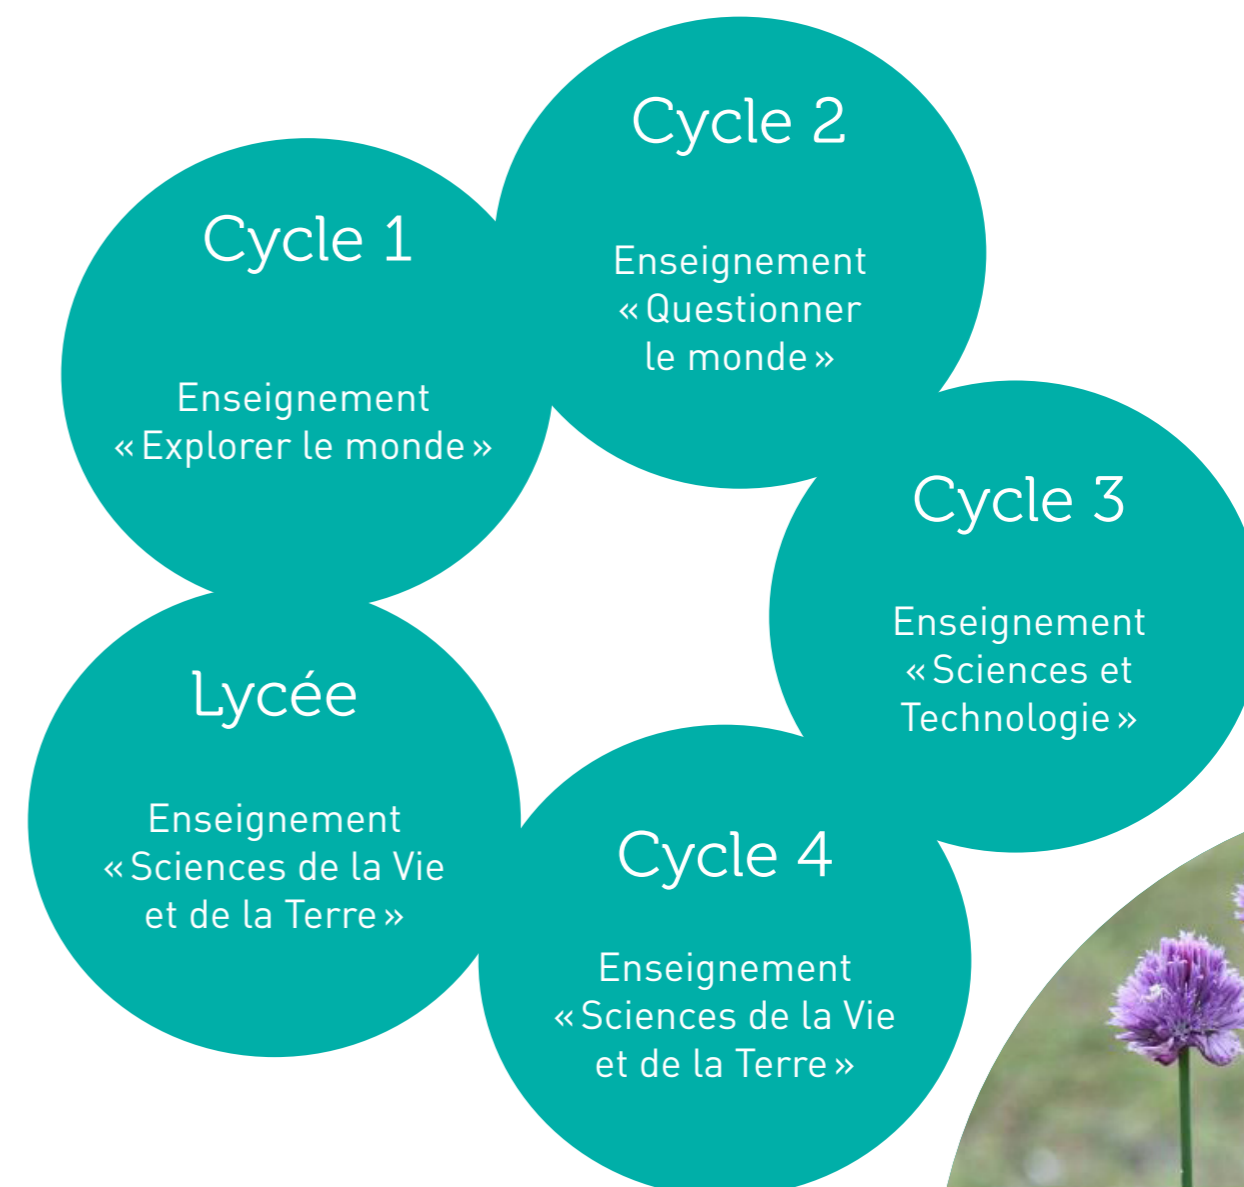 Cycle 1
Enseignement
«Explorer le monde»
Cycle 2
Enseignement
«Questionner
le monde»
Cycle 3
Enseignement
«Sciences et
Technologie»
Cycle 4
Enseignement
«Sciences de la Vie
et de la Terre»
Lycée
Enseignement
«Sciences de la Vie
et de la Terre»